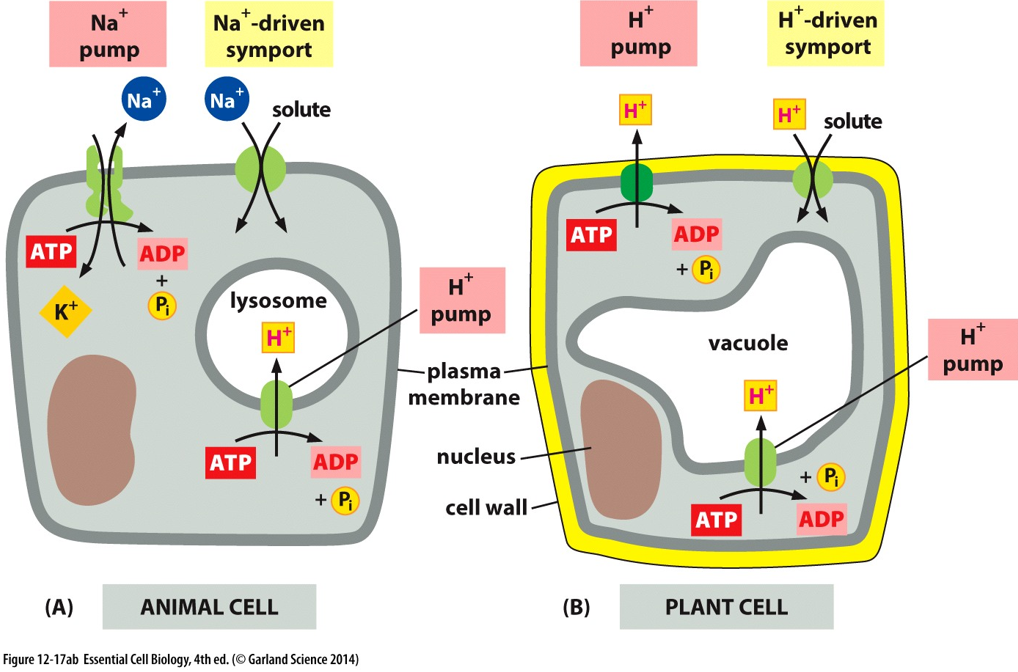 Na+
pump
Na+-driven
symport
Na+
Na+
solute
ATP
ADP
+
Pi
K+
lysosome
H+
H+
pump
ATP
ADP
+ Pi
plasma
membrane
nucleus
cell wall
(A)
ANIMAL CELL
H+
pump
H+-driven
symport
H+
H+
solute
ATP
ADP
+ Pi
vacuole
H+
pump
H+
+ Pi
ATP
ADP
(B)
PLANT CELL
Figure 12-17ab Essential Cell Biology, 4th ed. (© Garland Science 2014)